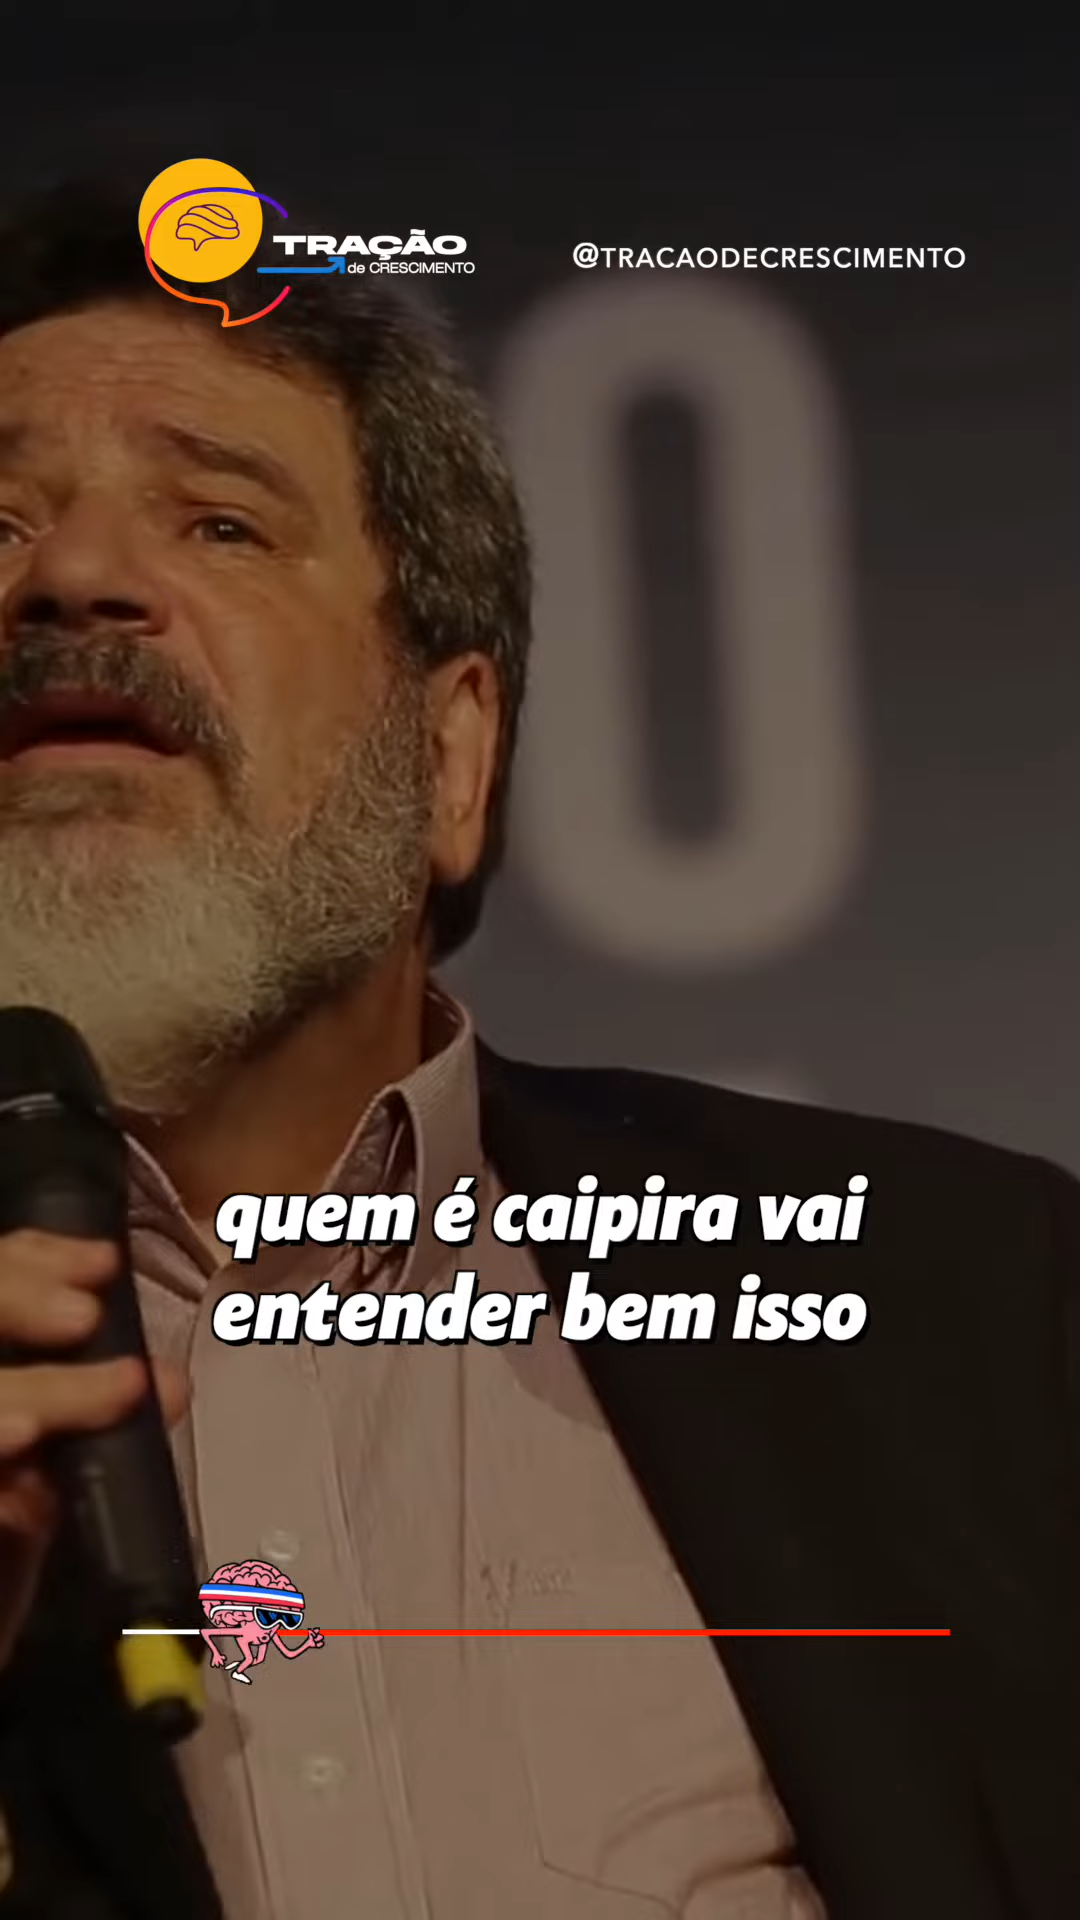 TRAÇÃO
de CRESCIMENTO
@TRACAODECRESCIMENTO
O
quem é caipira vai
entender bem isso